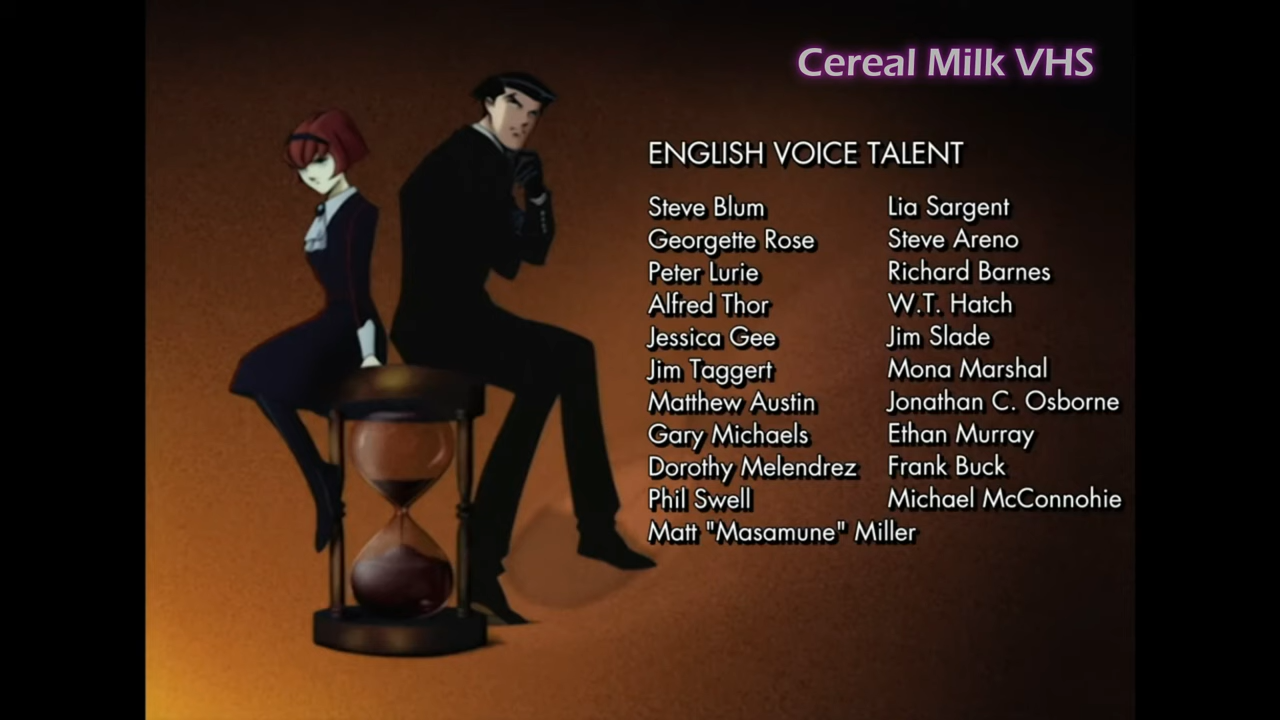 Cereal Milk VHS
ENGLISH VOICE TALENT
Steve Blum
Georgette Rose
Peter Lurie
Alfred Thor
Jessica Gee
Jim Taggert
Matthew Austin
Gary Michaels
Dorothy Melendrez
Phil Swell
Matt "Masamune" Miller
Lia Sargent
Steve Areno
Richard Barnes
W.T. Hatch
Jim Slade
Mona Marshal
Jonathan C. Osborne
Ethan Murray
Frank Buck
Michael McConnohie